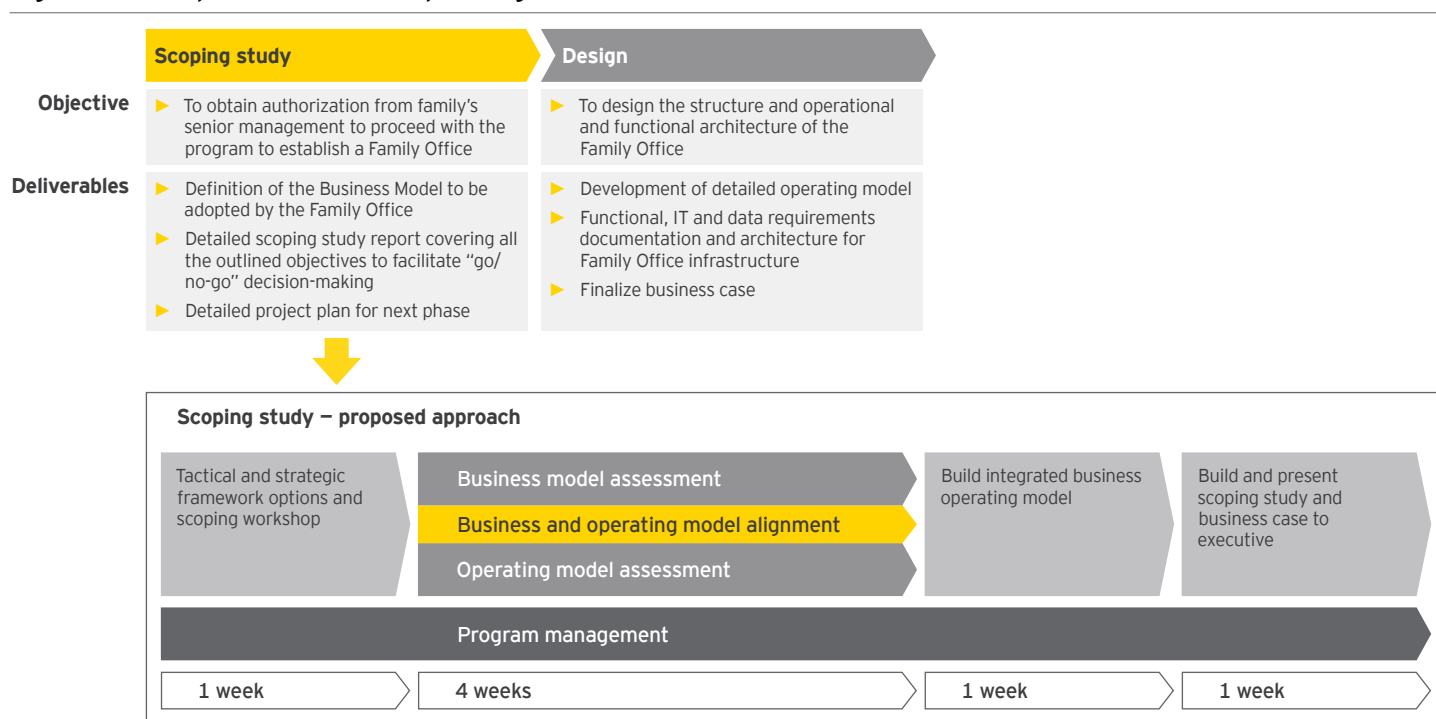 Scoping study
Design
Objective
► To obtain authorization from family's
senior management to proceed with the
program to establish a Family Office
► To design the structure and operational
and functional architecture of the
Family Office
Deliverables
► Definition of the Business Model to be
adopted by the Family Office
► Detailed scoping study report covering all
the outlined objectives to facilitate “go/
no-go” decision-making
► Detailed project plan for next phase
► Development of detailed operating model
► Functional, IT and data requirements
documentation and architecture for
Family Office infrastructure
► Finalize business case
Scoping study – proposed approach
Tactical and strategic
framework options and
scoping workshop
Business model assessment
Business and operating model alignment
Operating model assessment
Build integrated business
operating model
Build and present
scoping study and
business case to
executive
Program management
1 week
4 weeks
1 week
1 week